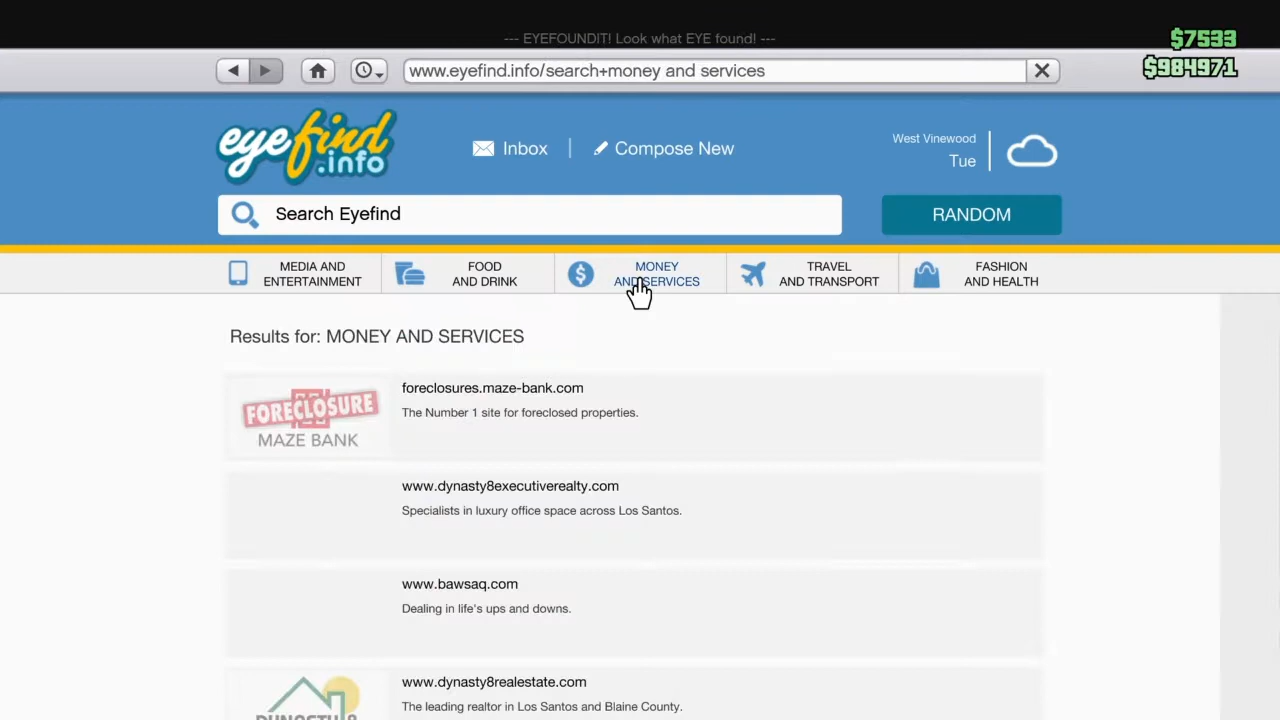 --- EYEFOUNDIT! Look what EYE found! ---
$7533
$984971
www.eyefind.info/search+money and services
eyefind
.info
Inbox
Compose New
West Vinewood
Tue
Search Eyefind
RANDOM
MEDIA AND
ENTERTAINMENT
FOOD
AND DRINK
MONEY
AND SERVICES
TRAVEL
AND TRANSPORT
FASHION
AND HEALTH
Results for: MONEY AND SERVICES
FORECLOSURE
MAZE BANK
foreclosures.maze-bank.com
The Number 1 site for foreclosed properties.
www.dynasty8executiverealty.com
Specialists in luxury office space across Los Santos.
www.bawsaq.com
Dealing in life's ups and downs.
DYNASTY 8
www.dynasty8realestate.com
The leading realtor in Los Santos and Blaine County.